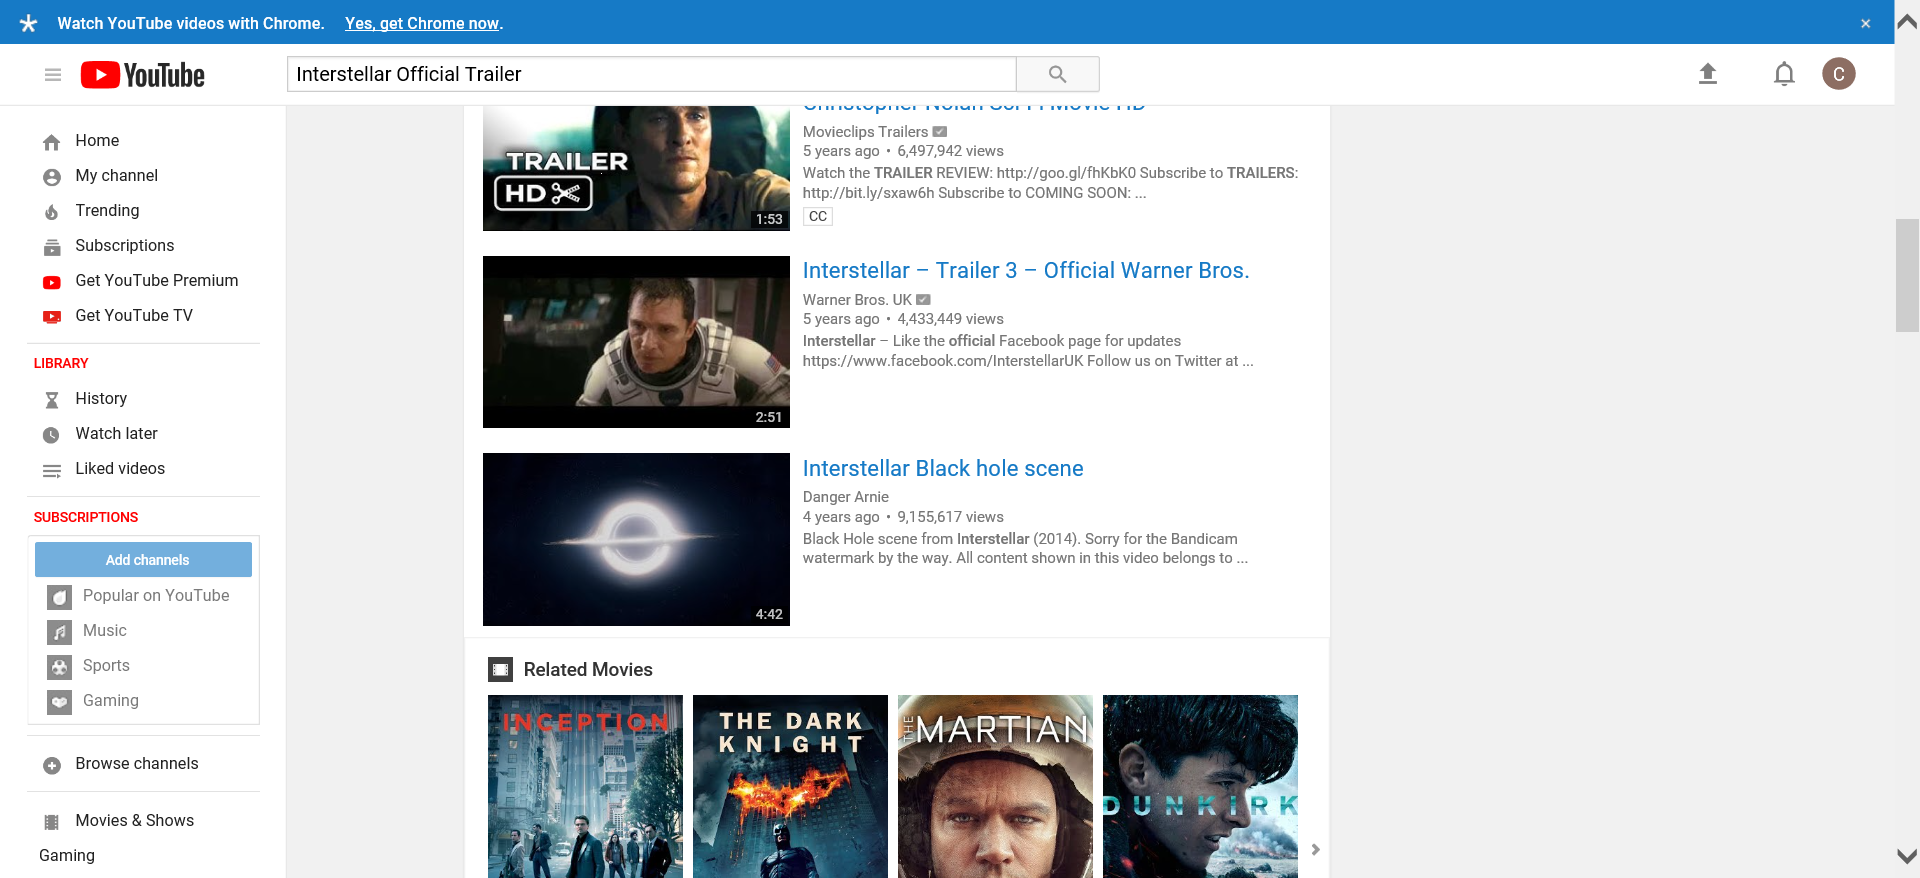 Watch YouTube videos with Chrome. Yes, get Chrome now.
YouTube
Interstellar Official Trailer
C
Home
My channel
Trending
Subscriptions
Get YouTube Premium
Get YouTube TV
LIBRARY
History
Watch later
Liked videos
SUBSCRIPTIONS
Add channels
Popular on YouTube
Music
Sports
Gaming
Browse channels
Movies & Shows
Gaming
TRAILER
HD
1:53
Christopher Nolan Sci-Fi Movie HD
Movieclips Trailers
5 years ago • 6,497,942 views
Watch the TRAILER REVIEW: http://goo.gl/fhKbK0 Subscribe to TRAILERS:
http://bit.ly/sxaw6h Subscribe to COMING SOON: ...
CC
2:51
Interstellar – Trailer 3 – Official Warner Bros.
Warner Bros. UK
5 years ago • 4,433,449 views
Interstellar – Like the official Facebook page for updates
https://www.facebook.com/InterstellarUK Follow us on Twitter at ...
4:42
Interstellar Black hole scene
Danger Arnie
4 years ago • 9,155,617 views
Black Hole scene from Interstellar (2014). Sorry for the Bandicam
watermark by the way. All content shown in this video belongs to ...
Related Movies
INCEPTION
THE DARK
KNIGHT
THE MARTIAN
DUNKIRK